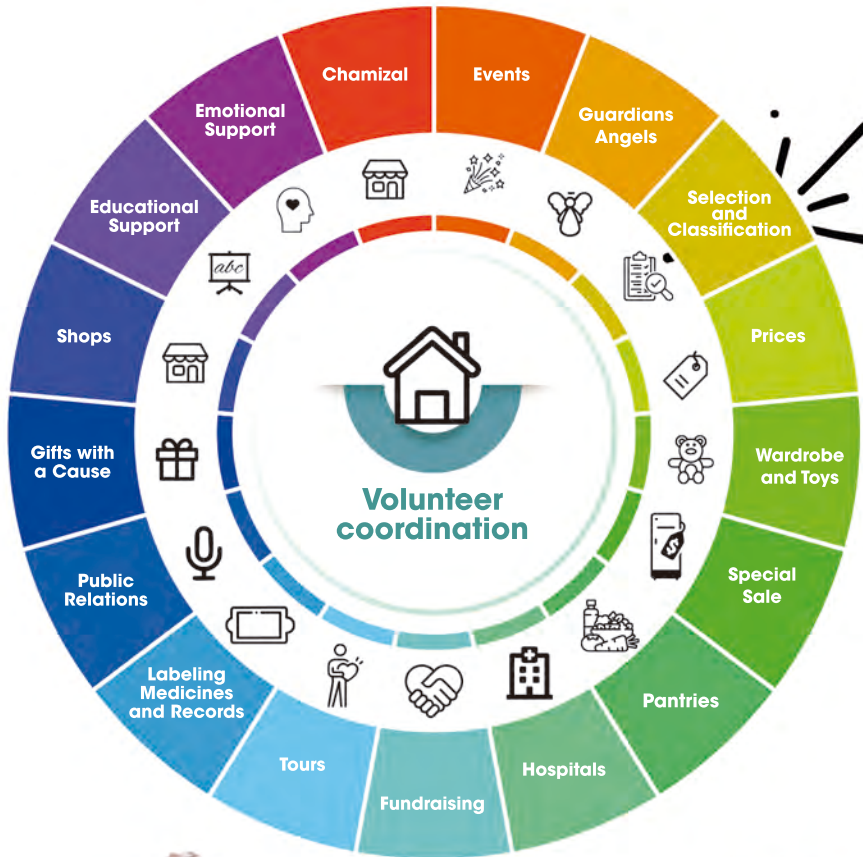 Chamizal
Events
Guardians
Angels
Selection
and
Classification
Prices
Wardrobe
and Toys
Special
Sale
Pantries
Hospitals
Fundraising
Tours
Labeling
Medicines
and Records
Public
Relations
Gifts with
a Cause
Shops
Educational
Support
Emotional
Support
abc
$
Volunteer
coordination